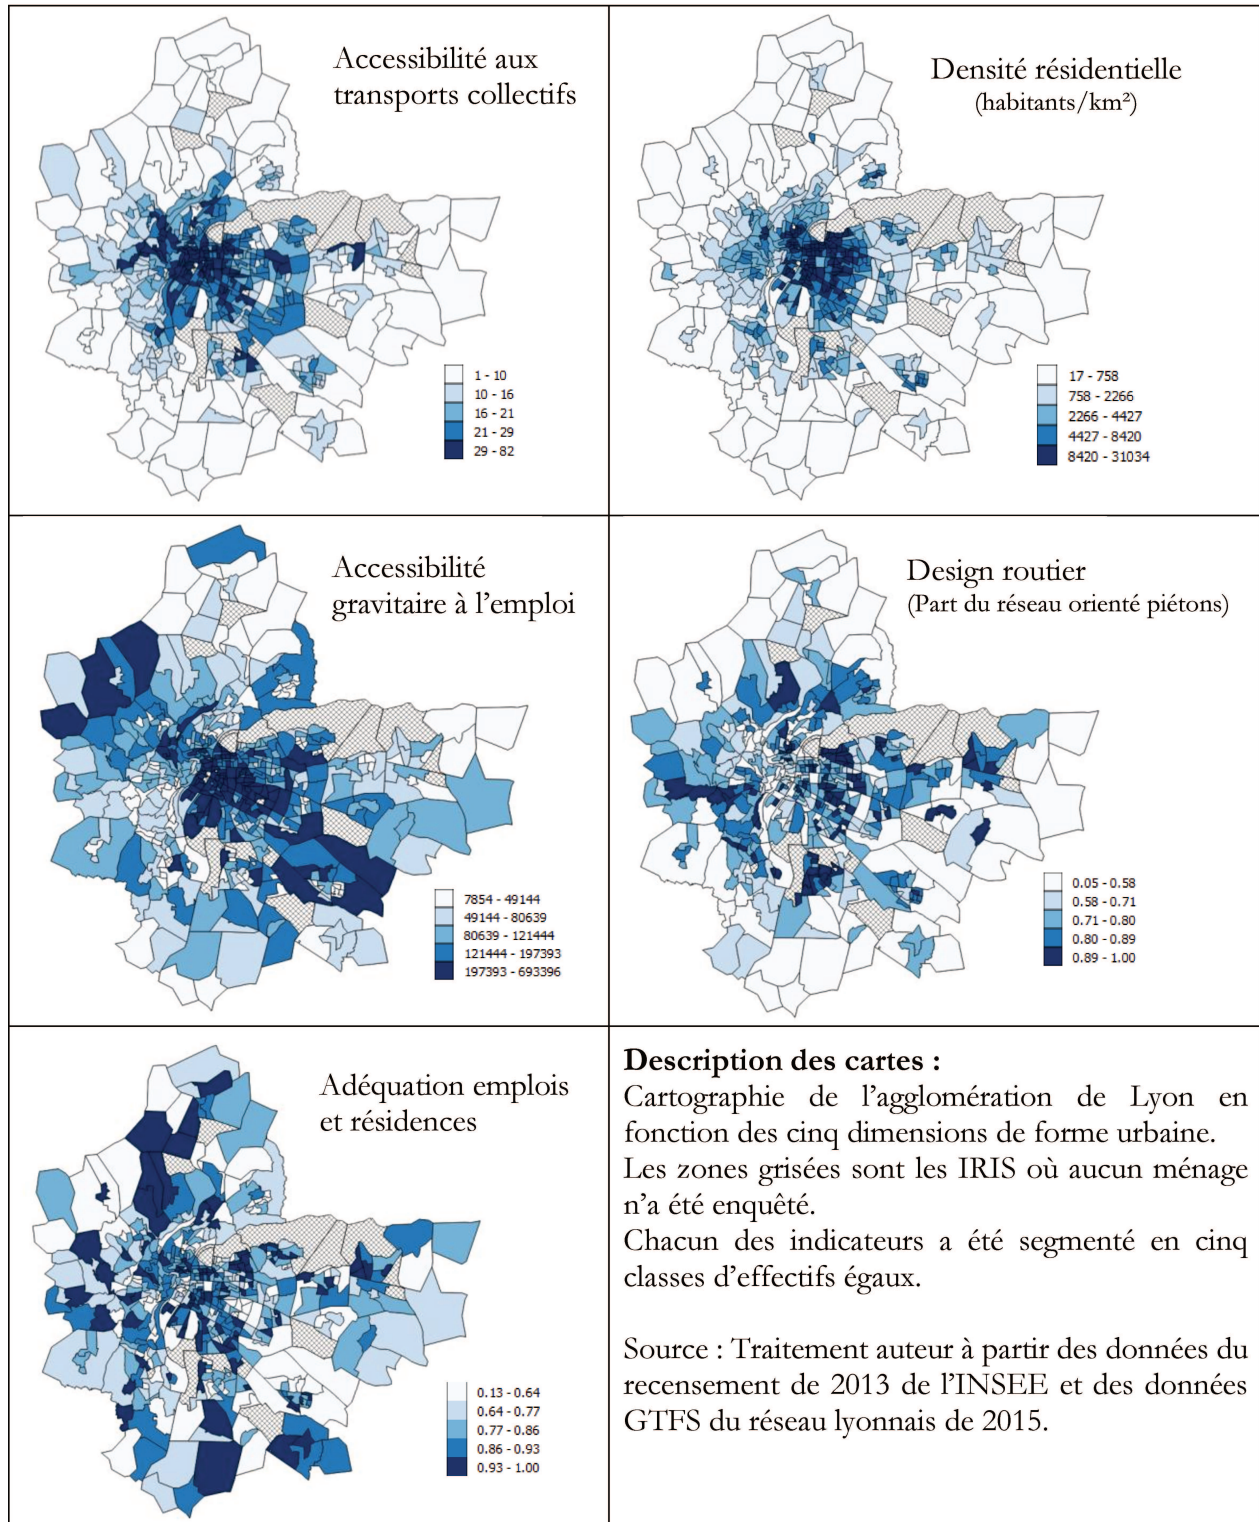 Accessibilité aux
transports collectifs
1 - 10
10 - 16
16 - 21
21 - 29
29 - 82
Densité résidentielle
(habitants/km²)
17 - 758
758 - 2266
2266 - 4427
4427 - 8420
8420 - 31034
Accessibilité
gravitaire à l’emploi
7854 - 49144
49144 - 80639
80639 - 121444
121444 - 197393
197393 - 693396
Design routier
(Part du réseau orienté piétons)
0.05 - 0.58
0.58 - 0.71
0.71 - 0.80
0.80 - 0.89
0.89 - 1.00
Adéquation emplois
et résidences
0.13 - 0.64
0.64 - 0.77
0.77 - 0.86
0.86 - 0.93
0.93 - 1.00
Description des cartes :
Cartographie de l’agglomération de Lyon en
fonction des cinq dimensions de forme urbaine.
Les zones grisées sont les IRIS où aucun ménage
n’a été enquêté.
Chacun des indicateurs a été segmenté en cinq
classes d’effectifs égaux.
Source : Traitement auteur à partir des données du
recensement de 2013 de l’INSEE et des données
GTFS du réseau lyonnais de 2015.